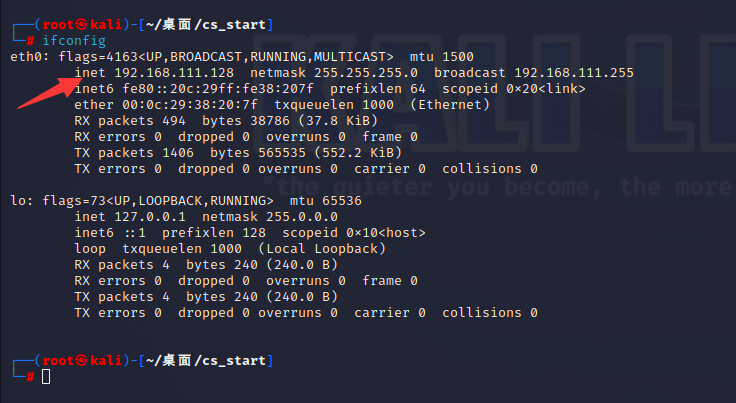 ┌──(root㉿kali)-[~/桌面/cs_start]
└─# ifconfig
eth0: flags=4163<UP,BROADCAST,RUNNING,MULTICAST>  mtu 1500
        inet 192.168.111.128  netmask 255.255.255.0  broadcast 192.168.111.255
        inet6 fe80::20c:29ff:fe38:207f  prefixlen 64  scopeid 0×20<link>
        ether 00:0c:29:38:20:7f  txqueuelen 1000  (Ethernet)
        RX packets 494  bytes 38786 (37.8 KiB)
        RX errors 0  dropped 0  overruns 0  frame 0
        TX packets 1406  bytes 565535 (552.2 KiB)
        TX errors 0  dropped 0 overruns 0  carrier 0  collisions 0
"the quieter you become, the more
lo: flags=73<UP,LOOPBACK,RUNNING>  mtu 65536
        inet 127.0.0.1  netmask 255.0.0.0
        inet6 ::1  prefixlen 128  scopeid 0×10<host>
        loop  txqueuelen 1000  (Local Loopback)
        RX packets 4  bytes 240 (240.0 B)
        RX errors 0  dropped 0  overruns 0  frame 0
        TX packets 4  bytes 240 (240.0 B)
        TX errors 0  dropped 0 overruns 0  carrier 0  collisions 0
┌──(root㉿kali)-[~/桌面/cs_start]
└─#